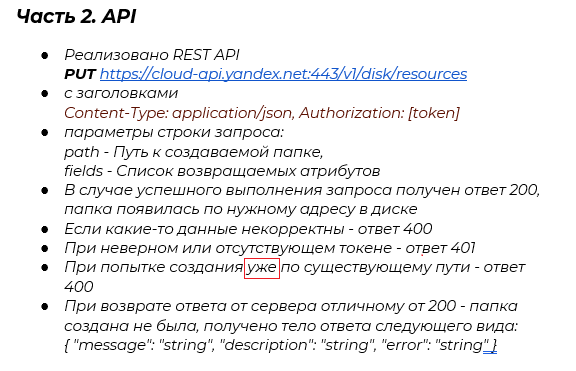 Часть 2. API
● Реализовано REST API
PUT https://cloud-api.yandex.net:443/v1/disk/resources
● с заголовками
Content-Type: application/json, Authorization: [token]
● параметры строки запроса:
path - Путь к создаваемой папке,
fields - Список возвращаемых атрибутов
● В случае успешного выполнения запроса получен ответ 200,
папка появилась по нужному адресу в диске
● Если какие-то данные некорректны - ответ 400
● При неверном или отсутствующем токене - ответ 401
● При попытке создания уже по существующему пути - ответ
400
● При возврате ответа от сервера отличному от 200 - папка
создана не была, получено тело ответа следующего вида:
{ "message": "string", "description": "string", "error": "string" }